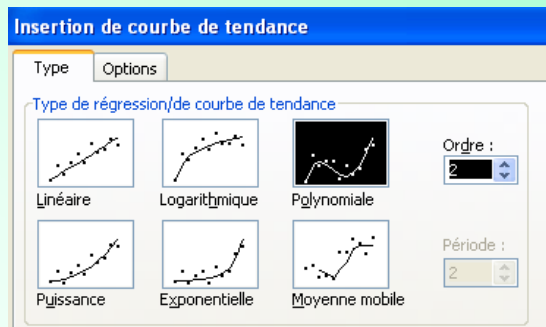 Insertion de courbe de tendance
Type Options
Type de régression/de courbe de tendance
Linéaire Logarithmique Polynomiale Ordre :
2
Puissance Exponentielle Moyenne mobile Période :
2